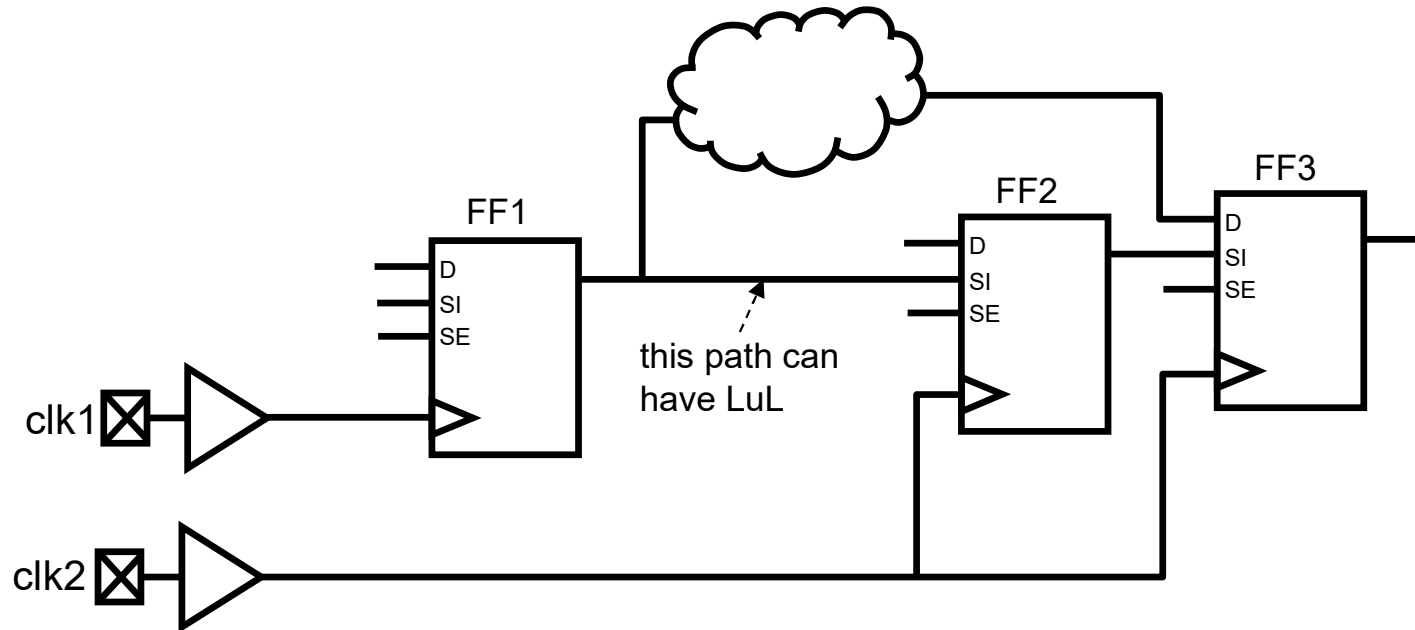 FF3
FF2
FF1
D
SI
SE
D
SI
SE
D
SI
SE
this path can
have LuL
clk1
clk2